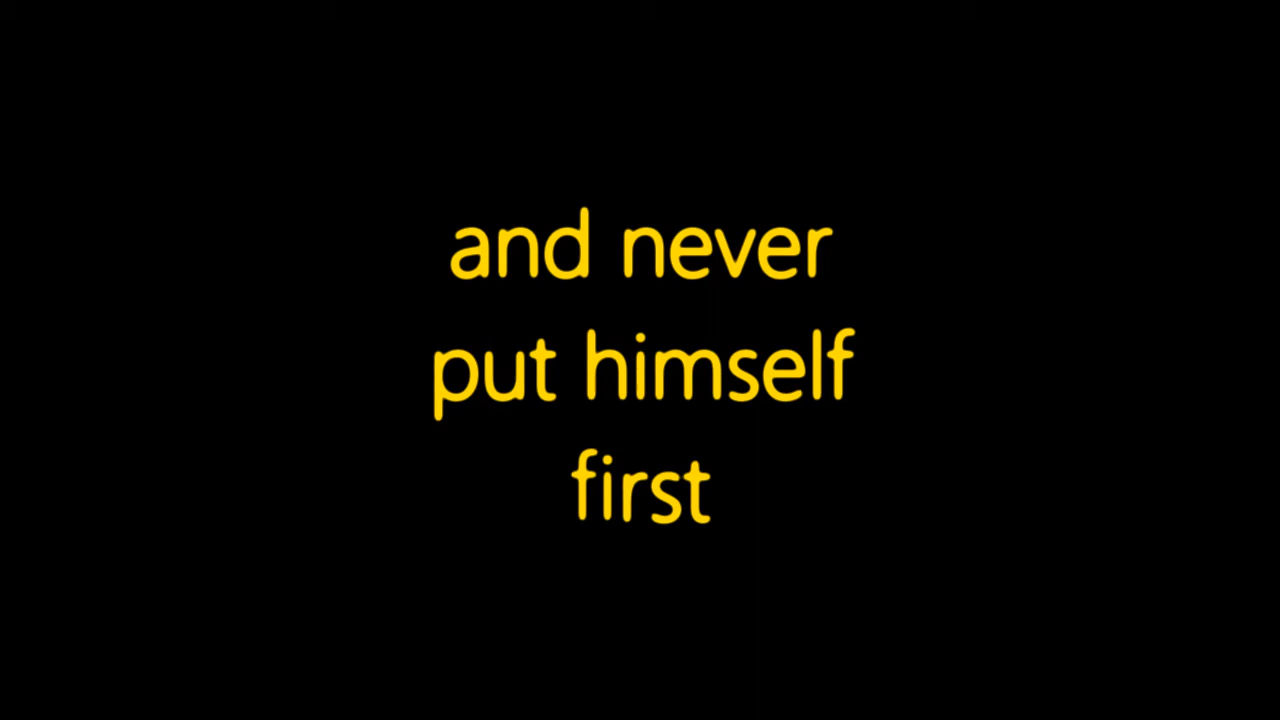 and never
put himself
first